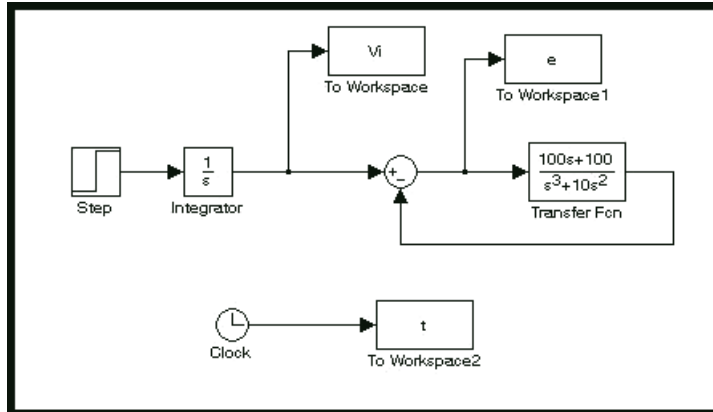 Vi
To Workspace
e
To Workspace1
Step
1
s
Integrator
+
-
100s+100
s³+10s²
Transfer Fcn
Clock
t
To Workspace2